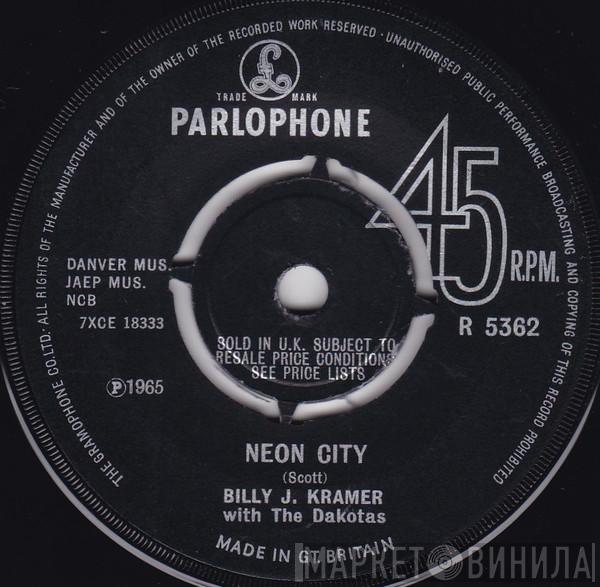 THE GRAMOPHONE CO. LTD. ALL RIGHTS OF THE MANUFACTURER AND OF THE OWNER OF THE RECORDED WORK RESERVED · UNAUTHORISED PUBLIC PERFORMANCE BROADCASTING AND COPYING OF THIS RECORD PROHIBITED
£
TRADE MARK
PARLOPHONE
45
R.P.M.
DANVER MUS.
JAEP MUS.
NCB
7XCE 18333
R 5362
SOLD IN U.K. SUBJECT TO
RESALE PRICE CONDITIONS
SEE PRICE LISTS
Ⓟ1965
NEON CITY
(Scott)
BILLY J. KRAMER
with The Dakotas
MADE IN GT. BRITAIN
МАРКЕТ ВИНИЛА